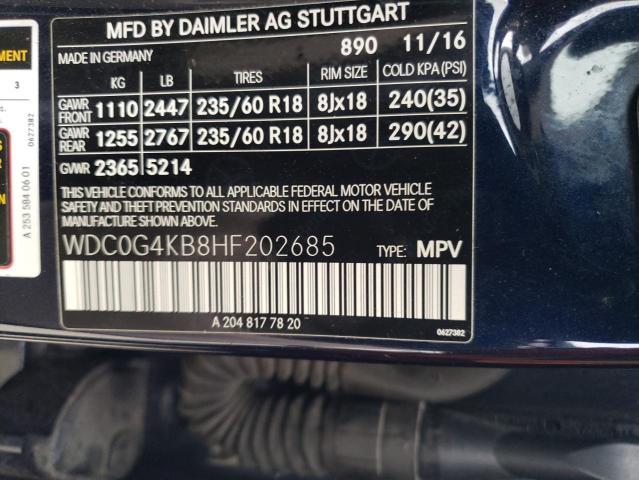 MFD BY DAIMLER AG STUTTGART
MADE IN GERMANY 890 11/16
KG LB TIRES RIM SIZE COLD KPA (PSI)
GAWR FRONT 1110 2447 235/60 R18 8Jx18 240(35)
GAWR REAR 1255 2767 235/60 R18 8Jx18 290(42)
GVWR 2365 5214
THIS VEHICLE CONFORMS TO ALL APPLICABLE FEDERAL MOTOR VEHICLE
SAFETY AND THEFT PREVENTION STANDARDS IN EFFECT ON THE DATE
OF MANUFACTURE SHOWN ABOVE.
WDC0G4KB8HF202685 TYPE: MPV
A 204 817 78 20
0627382
3
0627382
A 253 584 06 01